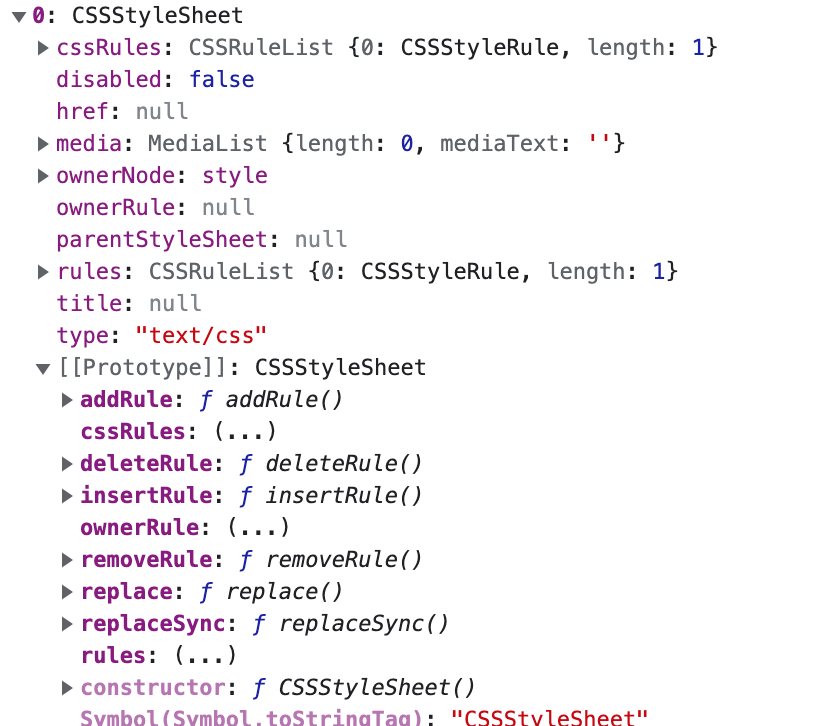 ▼0: CSSStyleSheet
▶cssRules: CSSRuleList {0: CSSStyleRule, length: 1}
disabled: false
href: null
▶media: MediaList {length: 0, mediaText: ''}
▶ownerNode: style
ownerRule: null
parentStyleSheet: null
▶rules: CSSRuleList {0: CSSStyleRule, length: 1}
title: null
type: "text/css"
▼[[Prototype]]: CSSStyleSheet
▶addRule: ƒ addRule()
cssRules: (...)
▶deleteRule: ƒ deleteRule()
▶insertRule: ƒ insertRule()
ownerRule: (...)
▶removeRule: ƒ removeRule()
▶replace: ƒ replace()
▶replaceSync: ƒ replaceSync()
rules: (...)
▶constructor: ƒ CSSStyleSheet()
Symbol(Symbol.toStringTag): "CSSStyleSheet"